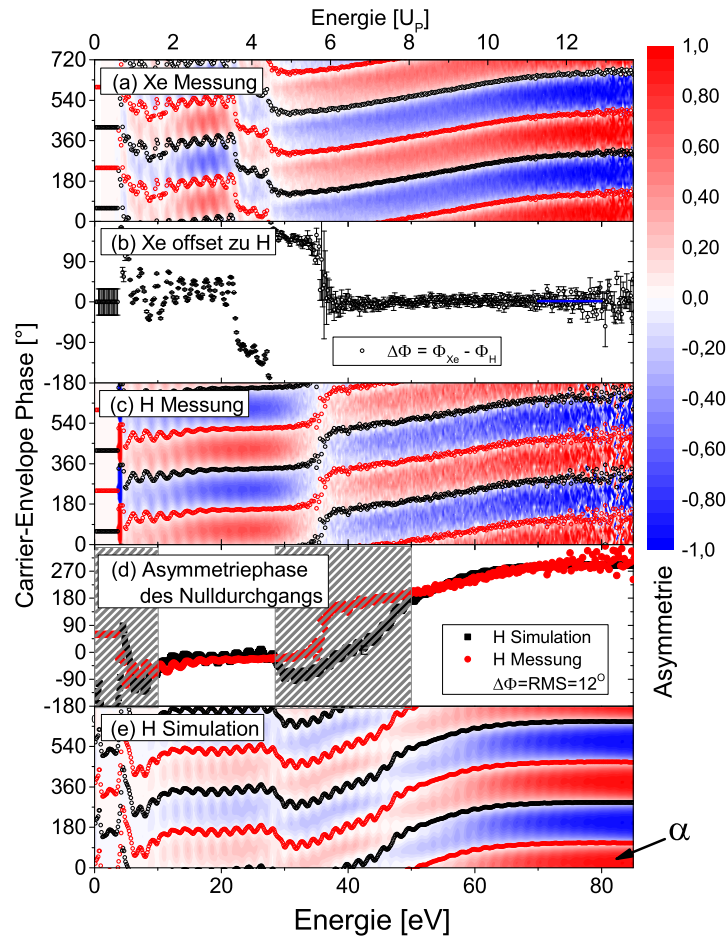 Energie [U_P]
0 2 4 6 8 10 12
720
540
360
180
0
(a) Xe Messung
90
0
-90
-180
(b) Xe offset zu H
ΔΦ = Φ_Xe - Φ_H
540
360
180
0
(c) H Messung
270
180
90
0
-90
-180
(d) Asymmetriephase
des Nulldurchgangs
H Simulation
H Messung
ΔΦ=RMS=12°
540
360
180
0
(e) H Simulation
α
0 20 40 60 80
Energie [eV]
Carrier-Envelope Phase [°]
1,0
0,80
0,60
0,40
0,20
0,0
-0,20
-0,40
-0,60
-0,80
-1,0
Asymmetrie